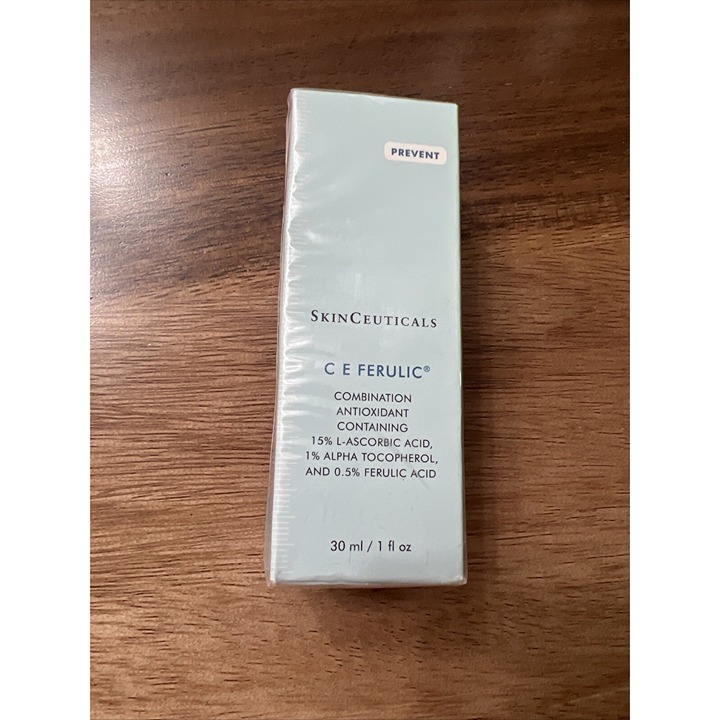 PREVENT
SKINCEUTICALS
C E FERULIC®
COMBINATION
ANTIOXIDANT
CONTAINING
15% L-ASCORBIC ACID,
1% ALPHA TOCOPHEROL,
AND 0.5% FERULIC ACID
30 ml / 1 fl oz